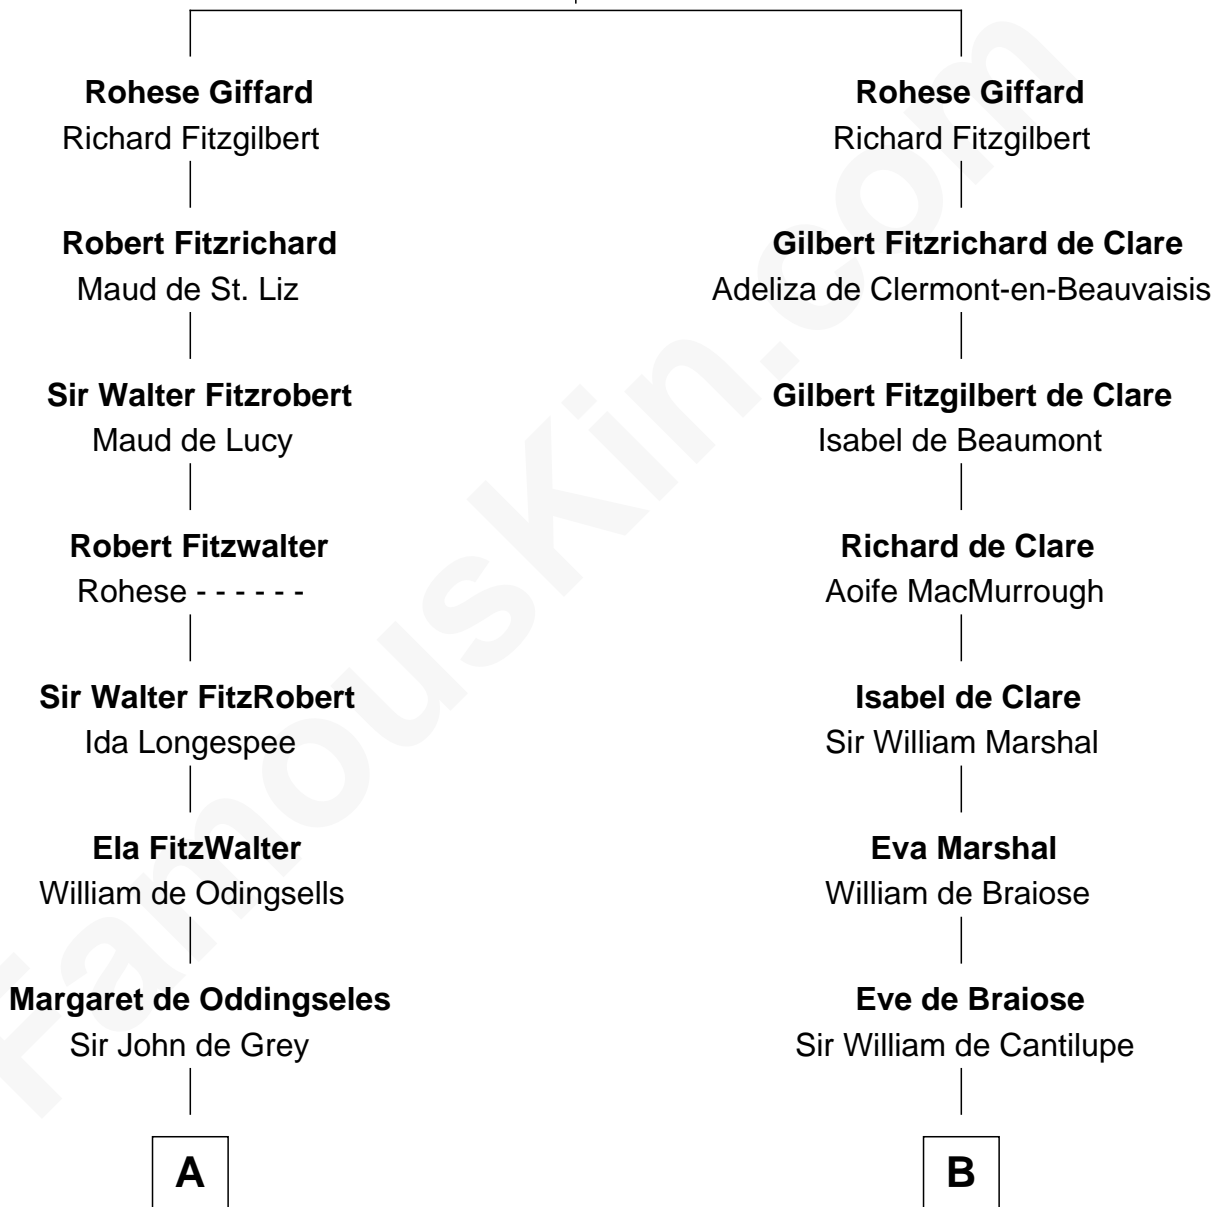 Rohese Giffard
Richard Fitzgilbert
Robert Fitzrichard
Maud de St. Liz
Sir Walter Fitzrobert
Maud de Lucy
Robert Fitzwalter
Rohese - - - - - -
Sir Walter FitzRobert
Ida Longespee
Ela FitzWalter
William de Odingsells
Margaret de Oddingseles
Sir John de Grey
A
Rohese Giffard
Richard Fitzgilbert
Gilbert Fitzrichard de Clare
Adeliza de Clermont-en-Beauvaisis
Gilbert Fitzgilbert de Clare
Isabel de Beaumont
Richard de Clare
Aoife MacMurrough
Isabel de Clare
Sir William Marshal
Eva Marshal
William de Braiose
Eve de Braiose
Sir William de Cantilupe
B
FamousKin.com